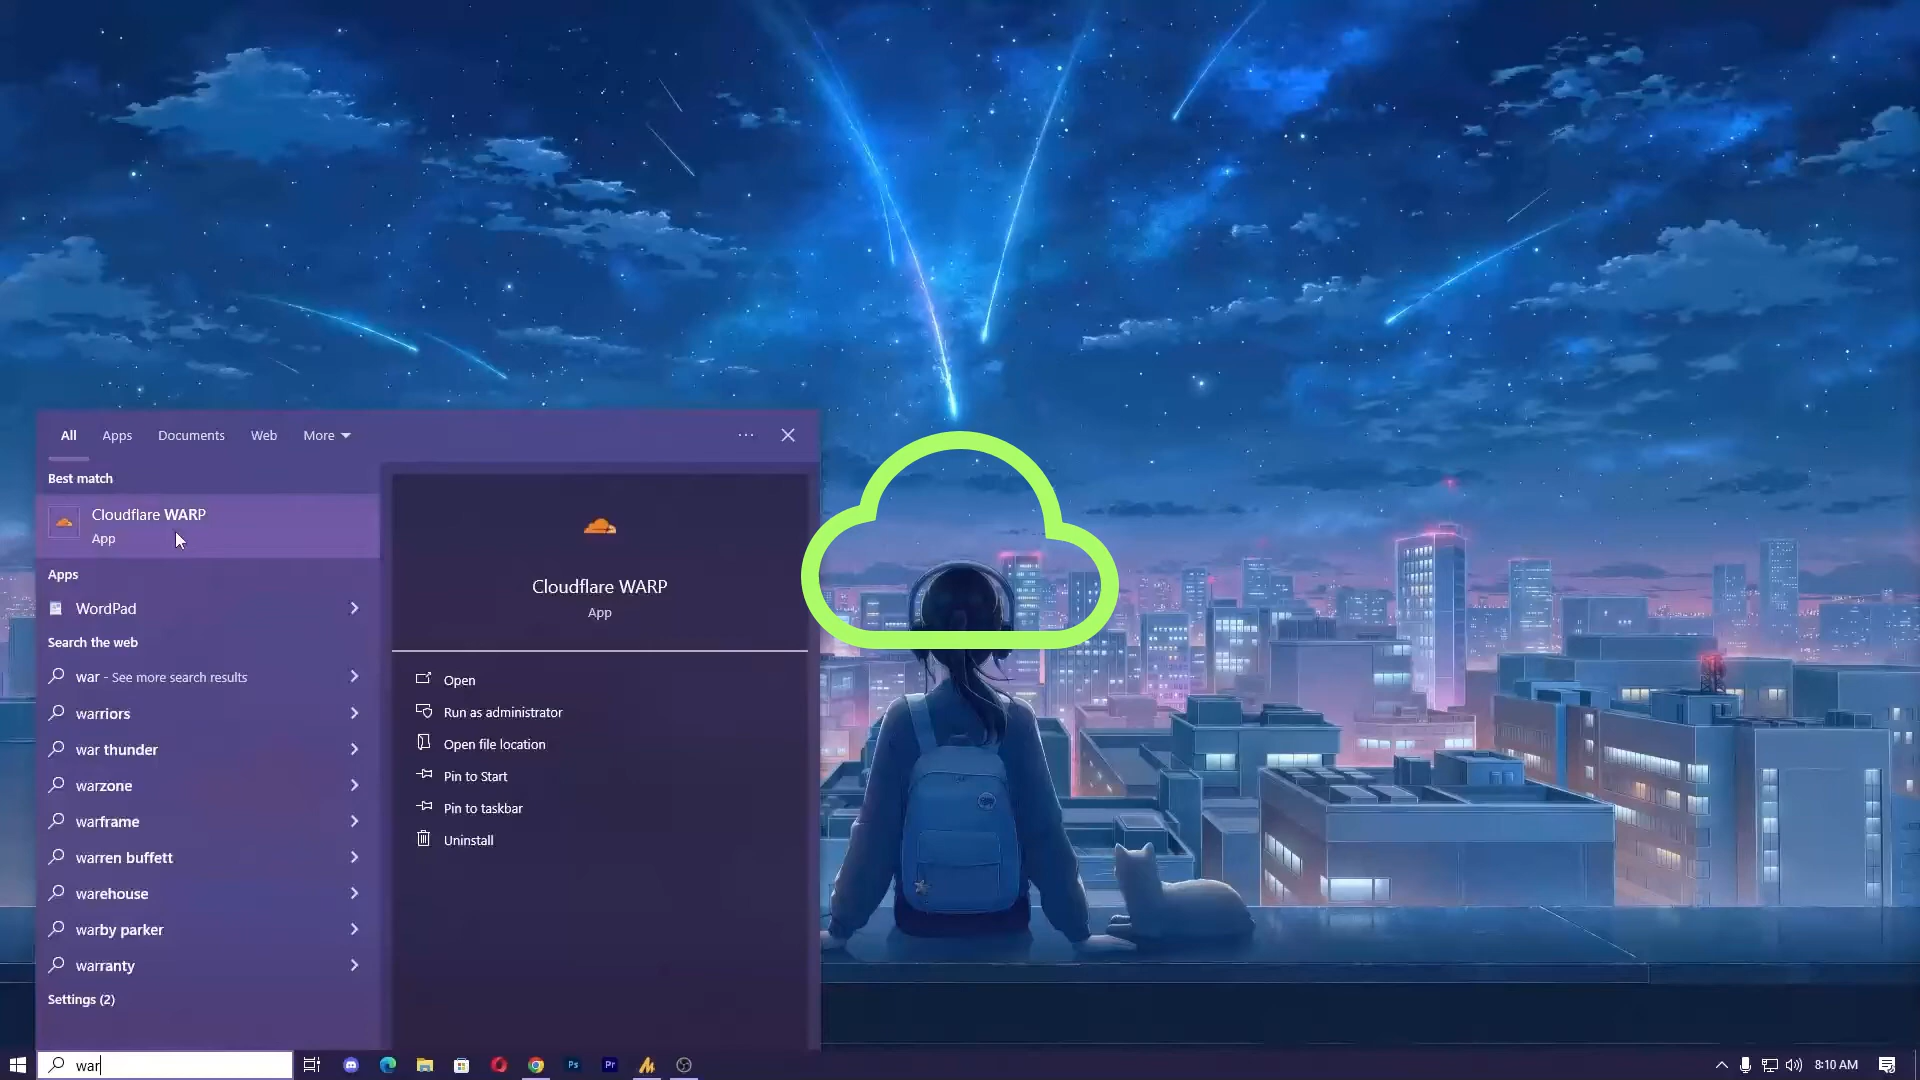 All Apps Documents Web More
Best match
Cloudflare WARP
App
Apps
WordPad
Search the web
war - See more search results
warriors
war thunder
warzone
warframe
warren buffett
warehouse
warby parker
warranty
Settings (2)
Cloudflare WARP
App
Open
Run as administrator
Open file location
Pin to Start
Pin to taskbar
Uninstall
war
Ps
Pr
8:10 AM